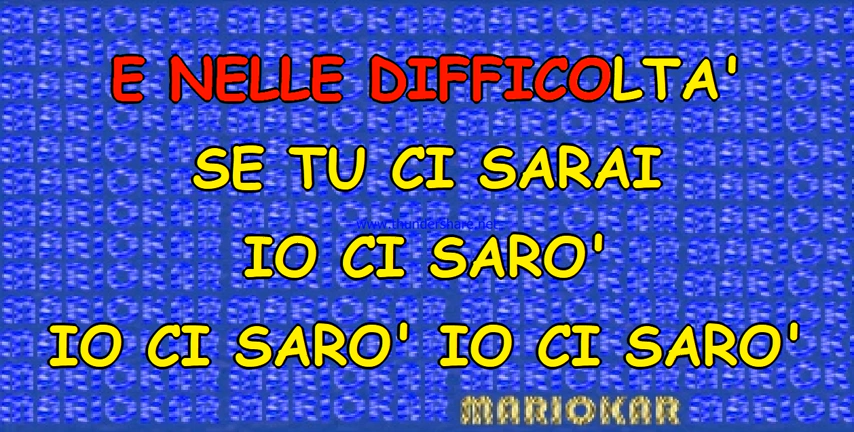 E NELLE DIFFICOLTA'
SE TU CI SARAI
www.thundershare.net
IO CI SARO'
IO CI SARO' IO CI SARO'
MARIOKAR